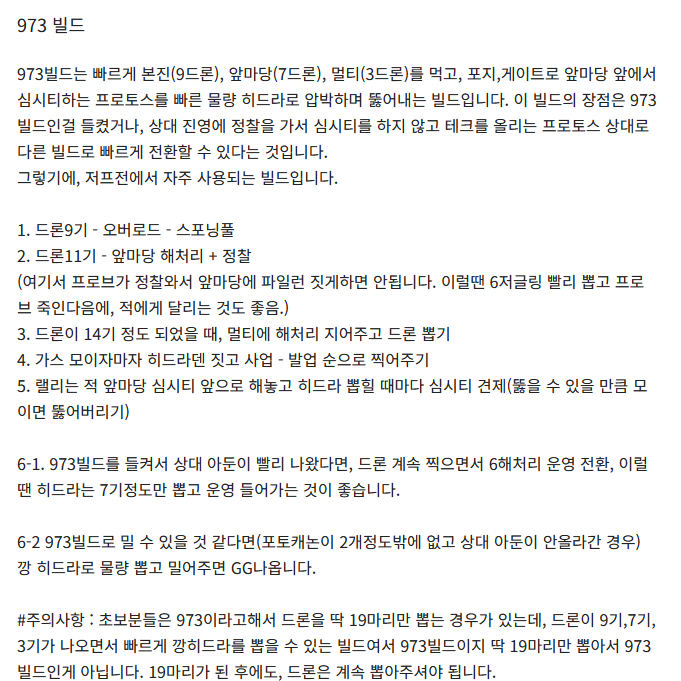 973 빌드
973빌드는 빠르게 본진(9드론), 앞마당(7드론), 멀티(3드론)를 먹고, 포지,게이트로 앞마당 앞에서
심시티하는 프로토스를 빠른 물량 히드라로 압박하며 뚫어내는 빌드입니다. 이 빌드의 장점은 973
빌드인걸 들켰거나, 상대 진영에 정찰을 가서 심시티를 하지 않고 테크를 올리는 프로토스 상대로
다른 빌드로 빠르게 전환할 수 있다는 것입니다.
그렇기에, 저프전에서 자주 사용되는 빌드입니다.
1. 드론9기 - 오버로드 - 스포닝풀
2. 드론11기 - 앞마당 해처리 + 정찰
(여기서 프로브가 정찰와서 앞마당에 파일런 짓게하면 안됩니다. 이럴땐 6저글링 빨리 뽑고 프로
브 죽인다음에, 적에게 달리는 것도 좋음.)
3. 드론이 14기 정도 되었을 때, 멀티에 해처리 지어주고 드론 뽑기
4. 가스 모이자마자 히드라덴 짓고 사업 - 발업 순으로 찍어주기
5. 랠리는 적 앞마당 심시티 앞으로 해놓고 히드라 뽑힐 때마다 심시티 견제(뚫을 수 있을 만큼 모
이면 뚫어버리기)
6-1. 973빌드를 들켜서 상대 아둔이 빨리 나왔다면, 드론 계속 찍으면서 6해처리 운영 전환, 이럴
땐 히드라는 7기정도만 뽑고 운영 들어가는 것이 좋습니다.
6-2 973빌드로 밀 수 있을 것 같다면(포토캐논이 2개정도밖에 없고 상대 아둔이 안올라간 경우)
깡 히드라로 물량 뽑고 밀어주면 GG나옵니다.
#주의사항 : 초보분들은 973이라고해서 드론을 딱 19마리만 뽑는 경우가 있는데, 드론이 9기,7기,
3기가 나오면서 빠르게 깡히드라를 뽑을 수 있는 빌드여서 973빌드이지 딱 19마리만 뽑아서 973
빌드인게 아닙니다. 19마리가 된 후에도, 드론은 계속 뽑아주셔야 됩니다.